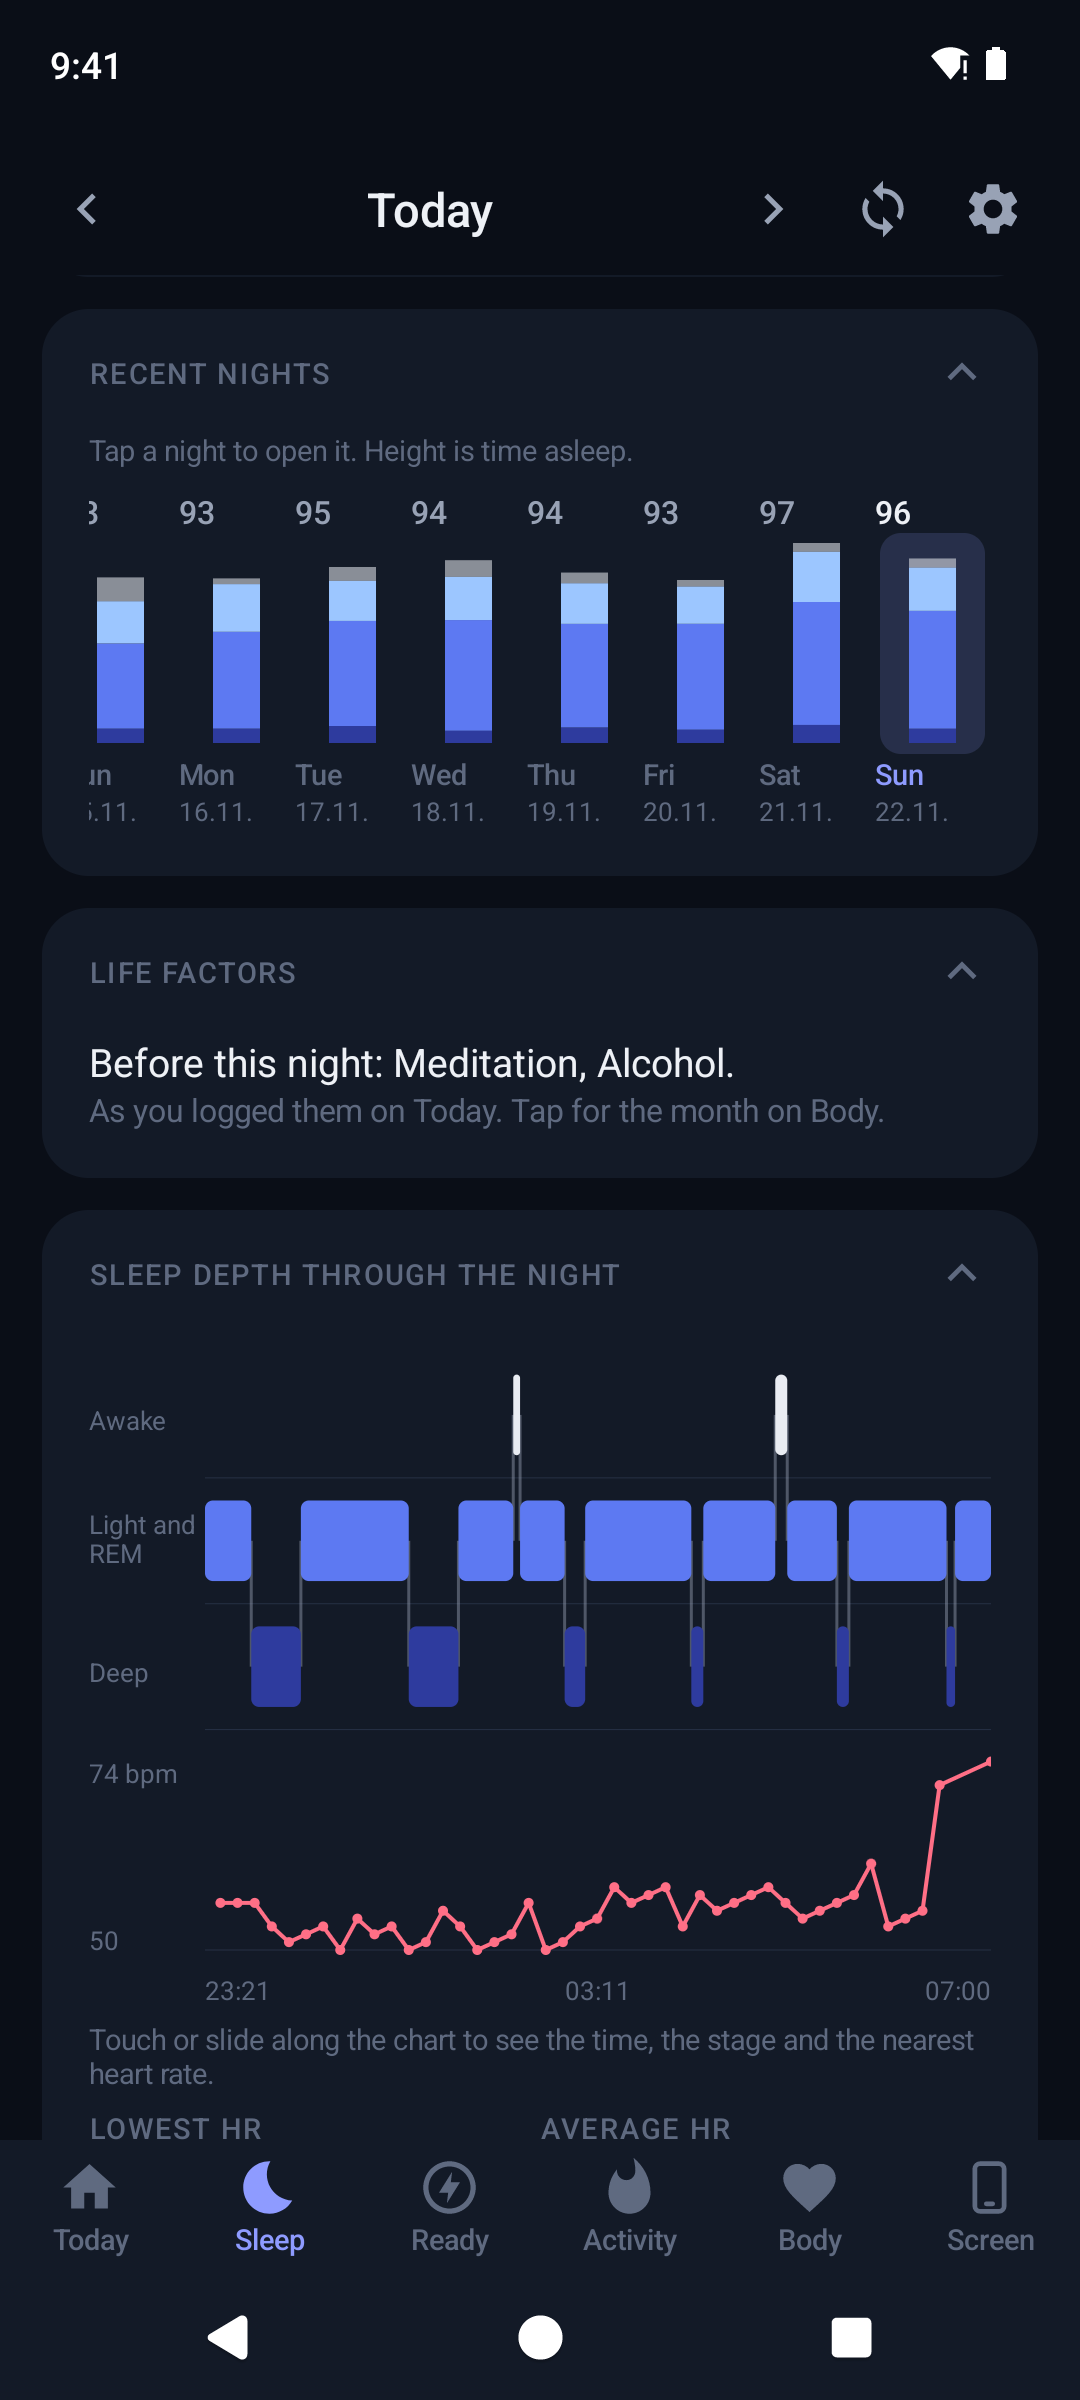 9:41
Today
RECENT NIGHTS
Tap a night to open it. Height is time asleep.
93 95 94 94 93 97 96
Mon Tue Wed Thu Fri Sat Sun
16.11. 17.11. 18.11. 19.11. 20.11. 21.11. 22.11.
LIFE FACTORS
Before this night: Meditation, Alcohol.
As you logged them on Today. Tap for the month on Body.
SLEEP DEPTH THROUGH THE NIGHT
Awake
Light and
REM
Deep
74 bpm
50
23:21 03:11 07:00
Touch or slide along the chart to see the time, the stage and the nearest
heart rate.
LOWEST HR AVERAGE HR
Today Sleep Ready Activity Body Screen